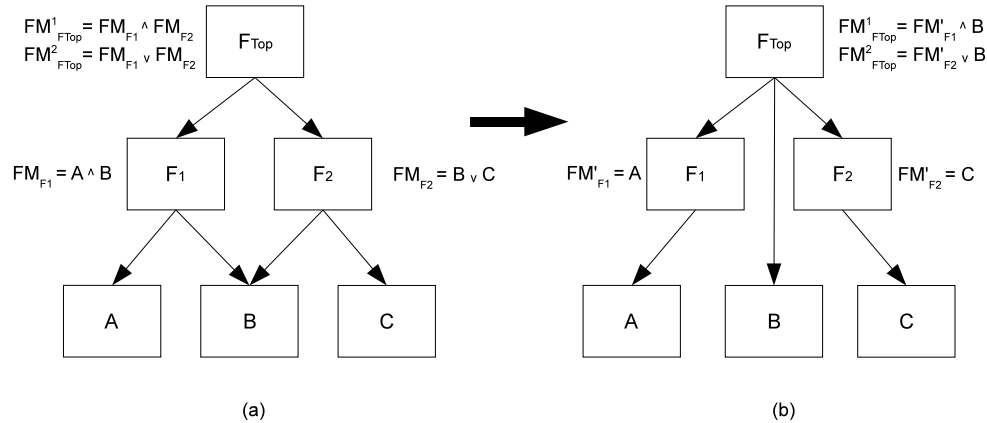 FM¹FTop = FMF1 ∧ FMF2
FM²FTop = FMF1 ∨ FMF2
FTop
FM¹FTop = FM'F1 ∧ B
FM²FTop = FM'F2 ∨ B
FTop
FMF1 = A ∧ B
F1
F2
FMF2 = B ∨ C
FM'F1 = A
F1
F2
FM'F2 = C
A
B
C
A
B
C
(a)
(b)